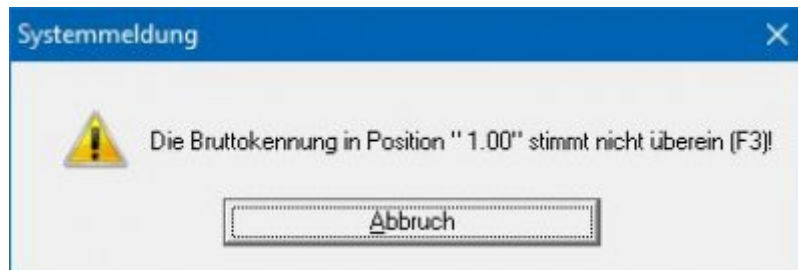 Systemmeldung
Die Bruttokennung in Position " 1.00" stimmt nicht überein (F3)!
Abbruch